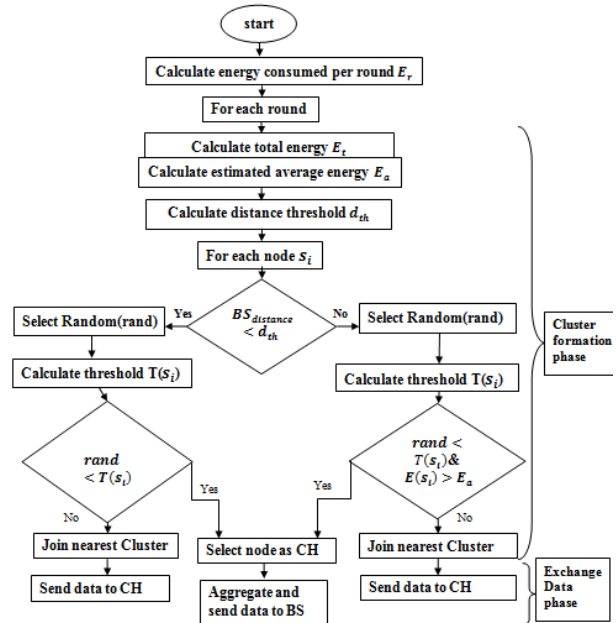 start
Calculate energy consumed per round E_r
For each round
Calculate total energy E_t
Calculate estimated average energy E_a
Calculate distance threshold d_th
For each node s_i
BS_distance
< d_th
Yes
No
Select Random(rand)
Select Random(rand)
Calculate threshold T(s_i)
Calculate threshold T(s_i)
rand
< T(s_i)
rand <
T(s_i)&
E(s_i) > E_a
Yes
Yes
No
No
Join nearest Cluster
Select node as CH
Join nearest Cluster
Send data to CH
Aggregate and
send data to BS
Send data to CH
Cluster
formation
phase
Exchange
Data
phase